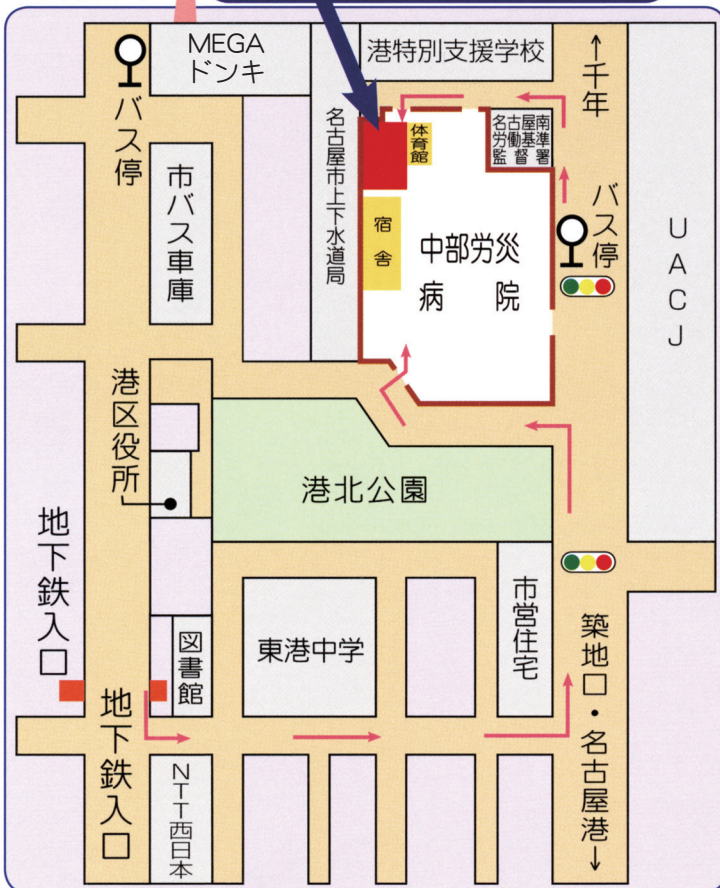 MEGA
ドンキ
バス停
港特別支援学校
↑千年
名古屋市上下水道局
体育館
名古屋南
労働基準
監督署
市バス車庫
宿舎
中部労災
病院
バス停
UACJ
港区役所
港北公園
地下鉄入口
図書館
東港中学
市営住宅
地下鉄入口
NTT西日本
築地口・名古屋港↓